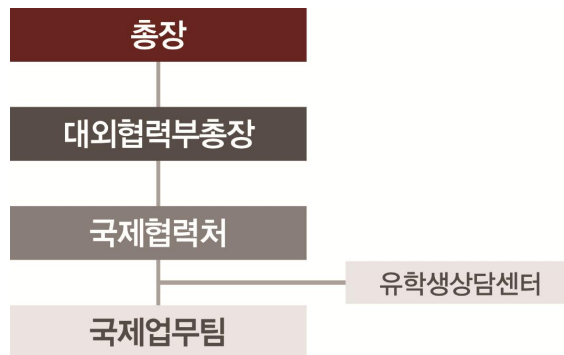 총장
대외협력부총장
국제협력처
유학생상담센터
국제업무팀